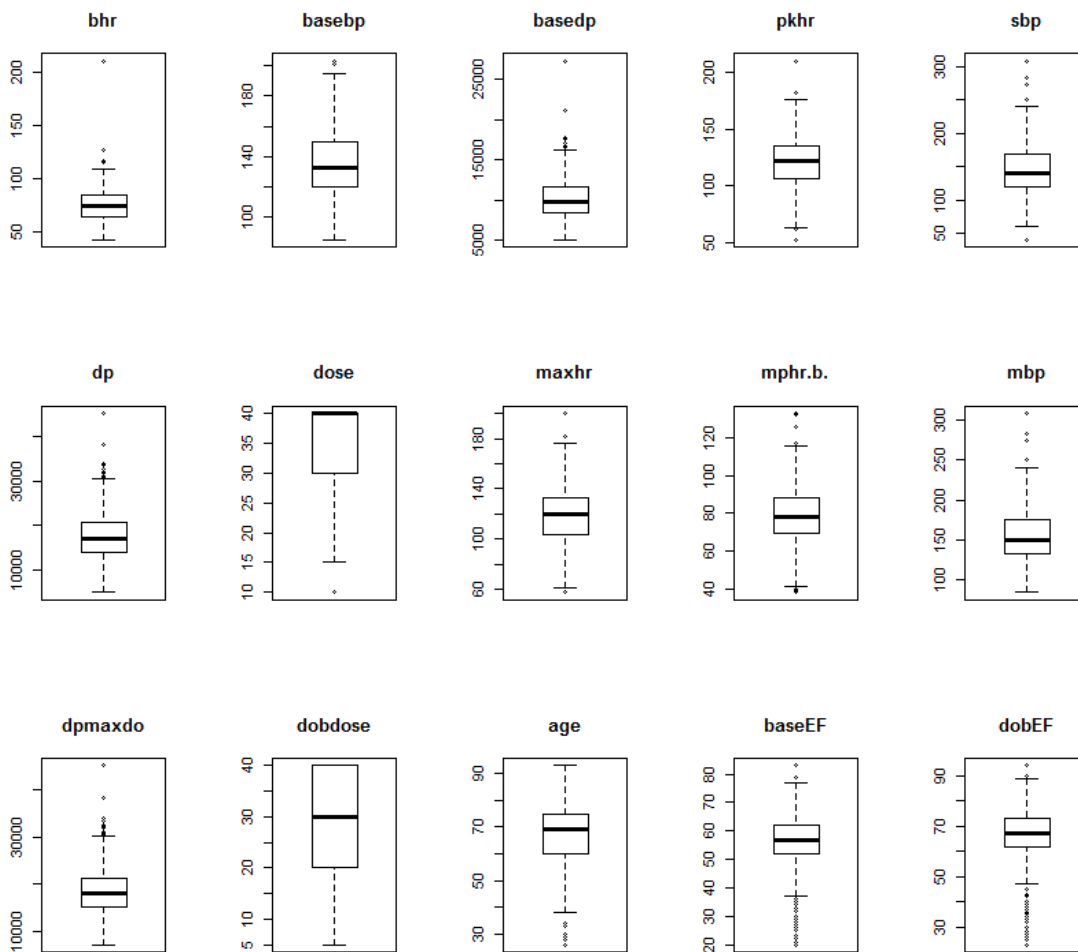 bhr
50 100 150 200
basebp
100 140 180
basedp
5000 15000 25000
pkhr
50 100 150 200
sbp
50 100 200 300
dp
10000 30000
dose
10 15 20 25 30 35 40
maxhr
60 100 140 180
mphr.b.
40 60 80 100 120
mbp
100 150 200 250 300
dpmaxdo
10000 30000
dobdose
5 10 20 30 40
age
30 50 70 90
baseEF
20 30 40 50 60 70 80
dobEF
30 50 70 90